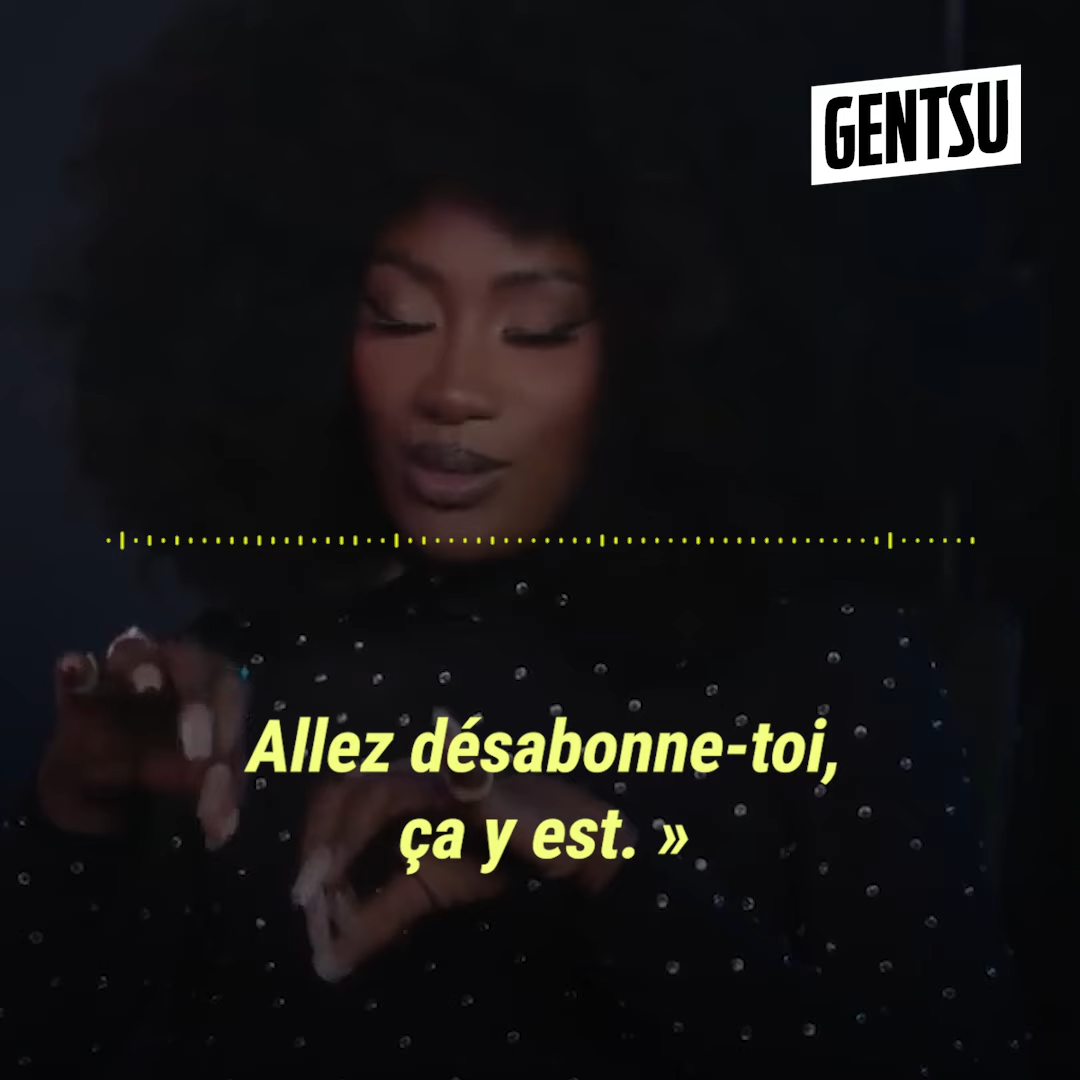 GENTSU
Allez désabonne-toi,
ça y est. »